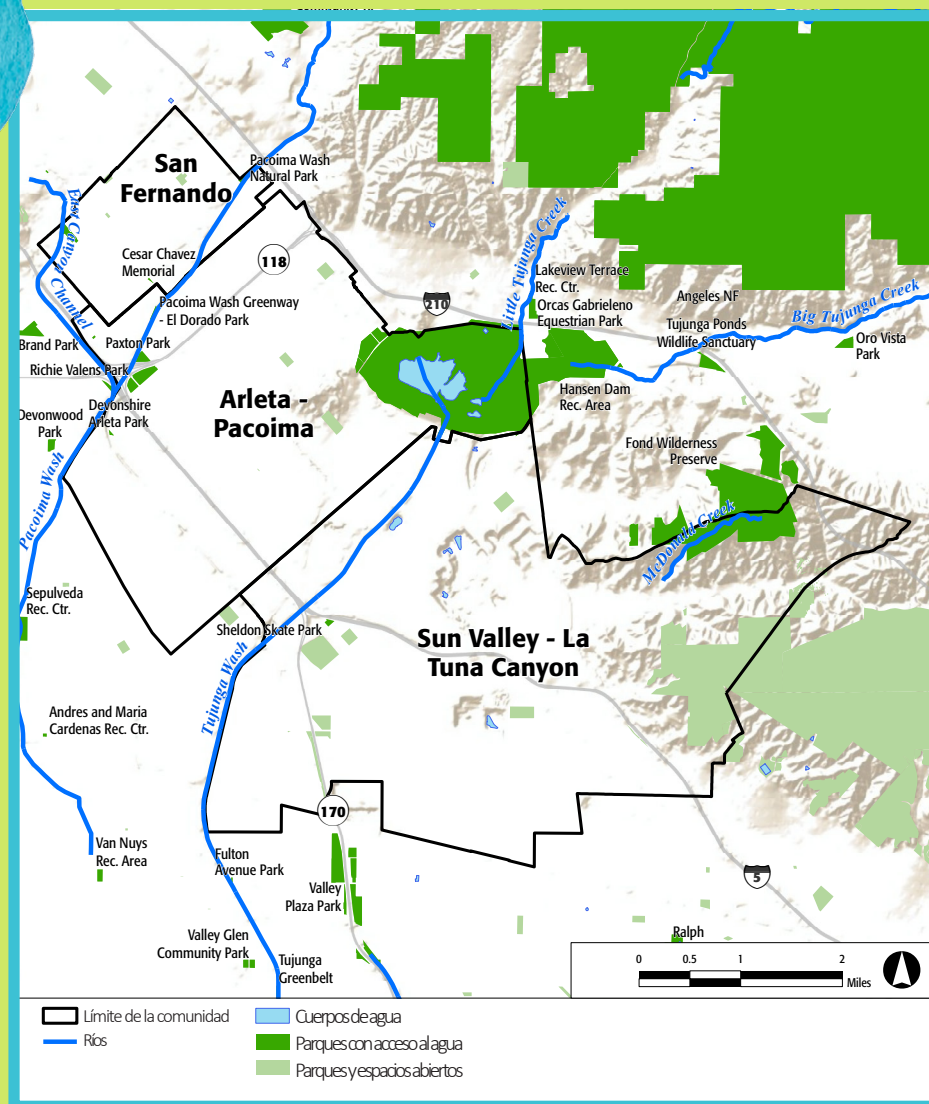 San
Fernando
Pacoima Wash
Natural Park
East Canyon
Channel
Cesar Chavez
Memorial
118
Pacoima Wash Greenway
- El Dorado Park
210
Little Tujunga Creek
Lakeview Terrace
Rec. Ctr.
Orcas Gabrieleno
Equestrian Park
Angeles NF
Big Tujunga Creek
Tujunga Ponds
Wildlife Sanctuary
Oro Vista
Park
Brand Park
Paxton Park
Richie Valens Park
Devonwood
Park
Devonshire
Arleta Park
Arleta -
Pacoima
Hansen Dam
Rec. Area
Fond Wilderness
Preserve
Pacoima Wash
McDonald Creek
Sepulveda
Rec. Ctr.
Sheldon Skate Park
Sun Valley - La
Tuna Canyon
Tujunga Wash
Andres and Maria
Cardenas Rec. Ctr.
170
Van Nuys
Rec. Area
Fulton
Avenue Park
5
Valley
Plaza Park
Valley Glen
Community Park
Tujunga
Greenbelt
Ralph
0 0.5 1 2
Miles
Límite de la comunidad
Ríos
Cuerpos de agua
Parques con acceso al agua
Parques y espacios abiertos